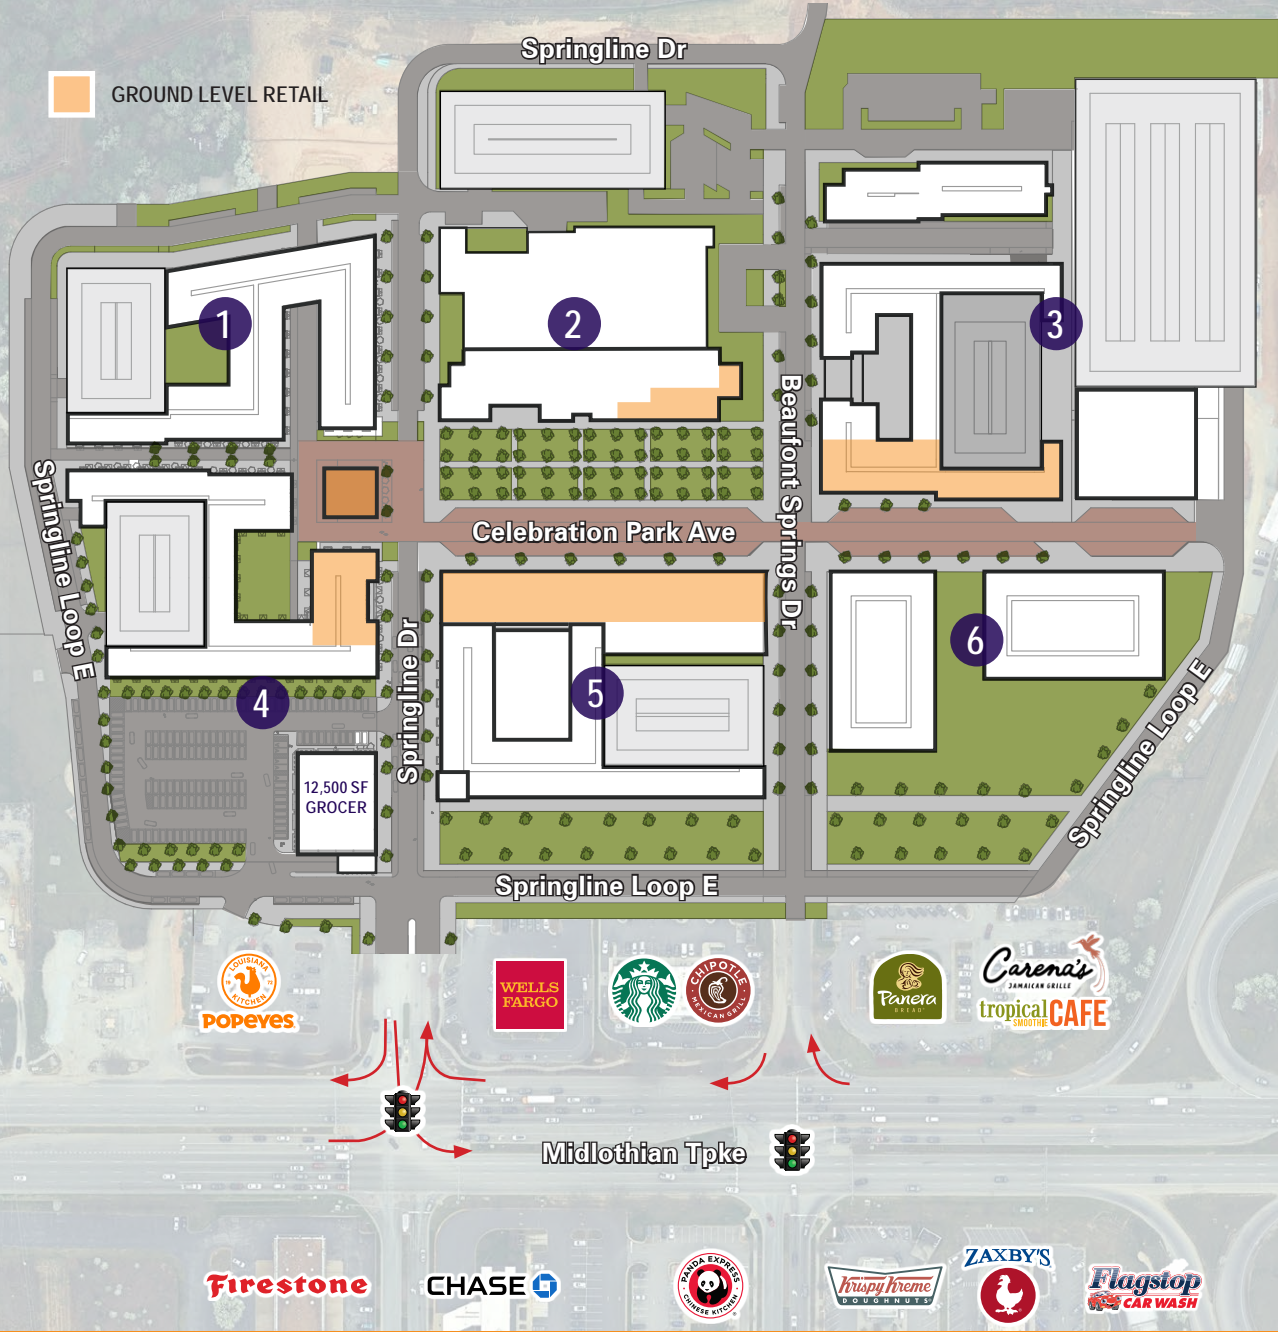 Springline Dr
GROUND LEVEL RETAIL
1
2
3
Beaufont Springs Dr
Springline Loop E
Celebration Park Ave
Springline Dr
4
5
6
Springline Loop E
12,500 SF
GROCER
Springline Loop E
LOUISIANA
KITCHEN
POPEYES
WELLS
FARGO
CHIPOTLE
MEXICAN GRILL
Panera
BREAD
Carena's
JAMAICAN GRILLE
tropical
SMOOTHIE
CAFE
Midlothian Tpke
Firestone
CHASE
PANDA EXPRESS
CHINESE KITCHEN
Krispy Kreme
DOUGHNUTS
ZAXBY'S
Flagstop
CAR WASH